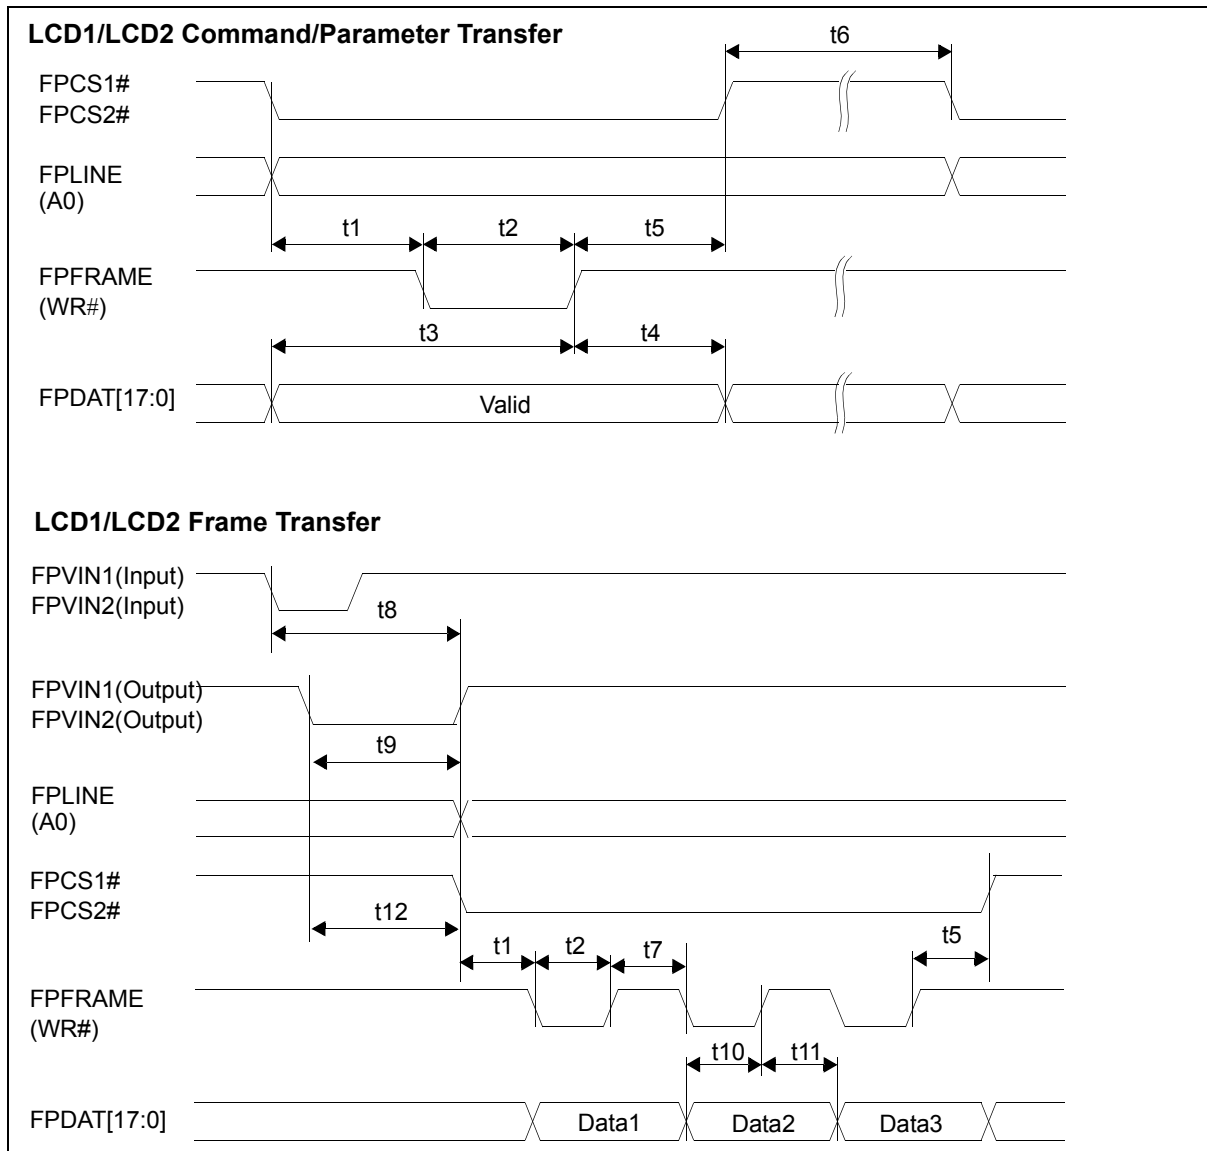 LCD1/LCD2 Command/Parameter Transfer
t6
FPCS1#
FPCS2#
FPLINE
(A0)
t1 t2 t5
FPFRAME
(WR#)
t3 t4
FPDAT[17:0]
Valid
LCD1/LCD2 Frame Transfer
FPVIN1(Input)
FPVIN2(Input)
t8
FPVIN1(Output)
FPVIN2(Output)
t9
FPLINE
(A0)
FPCS1#
FPCS2#
t12
t1 t2 t7 t5
FPFRAME
(WR#)
t10 t11
FPDAT[17:0]
Data1 Data2 Data3